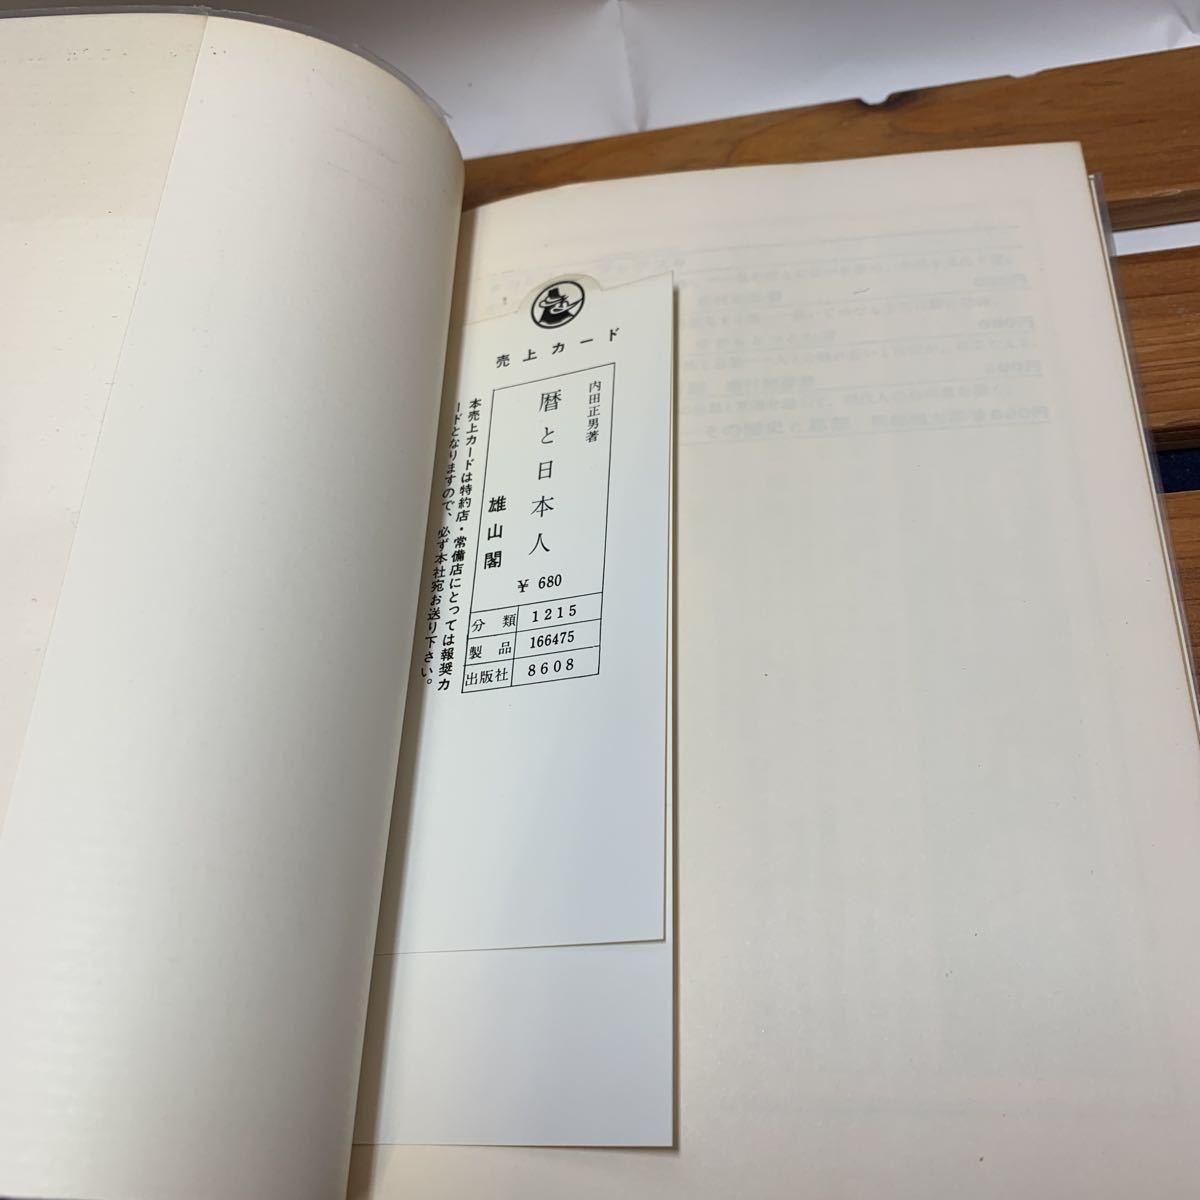 売上カード
内田正男著
暦と日本人
雄山閣
¥ 680
分類 1215
製品 166475
出版社 8608
本売上カードは特約店・常備店にとっては報奨カ
ードとなりますので、必ず本社宛お送り下さい。